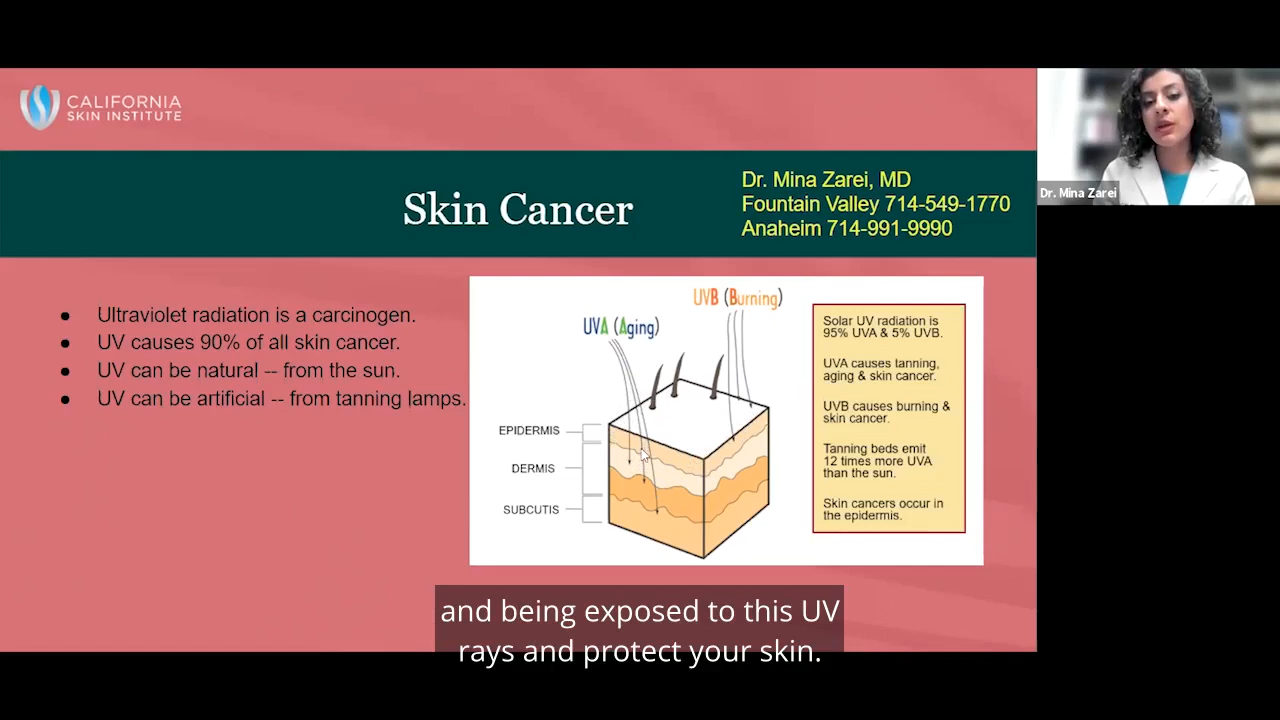 CALIFORNIA
SKIN INSTITUTE
Skin Cancer
Dr. Mina Zarei, MD
Fountain Valley 714-549-1770
Anaheim 714-991-9990
Dr. Mina Zarei
● Ultraviolet radiation is a carcinogen.
● UV causes 90% of all skin cancer.
● UV can be natural -- from the sun.
● UV can be artificial -- from tanning lamps.
UVB (Burning)
UVA (Aging)
EPIDERMIS
DERMIS
SUBCUTIS
Solar UV radiation is
95% UVA & 5% UVB.
UVA causes tanning,
aging & skin cancer.
UVB causes burning &
skin cancer.
Tanning beds emit
12 times more UVA
than the sun.
Skin cancers occur in
the epidermis.
and being exposed to this UV
rays and protect your skin.